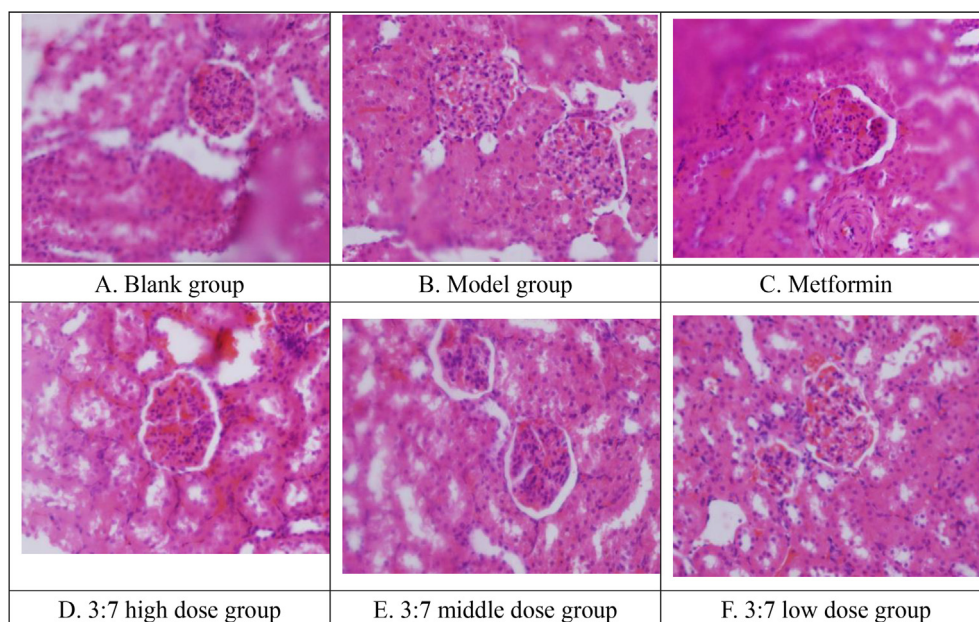 A. Blank group
B. Model group
C. Metformin
D. 3:7 high dose group
E. 3:7 middle dose group
F. 3:7 low dose group